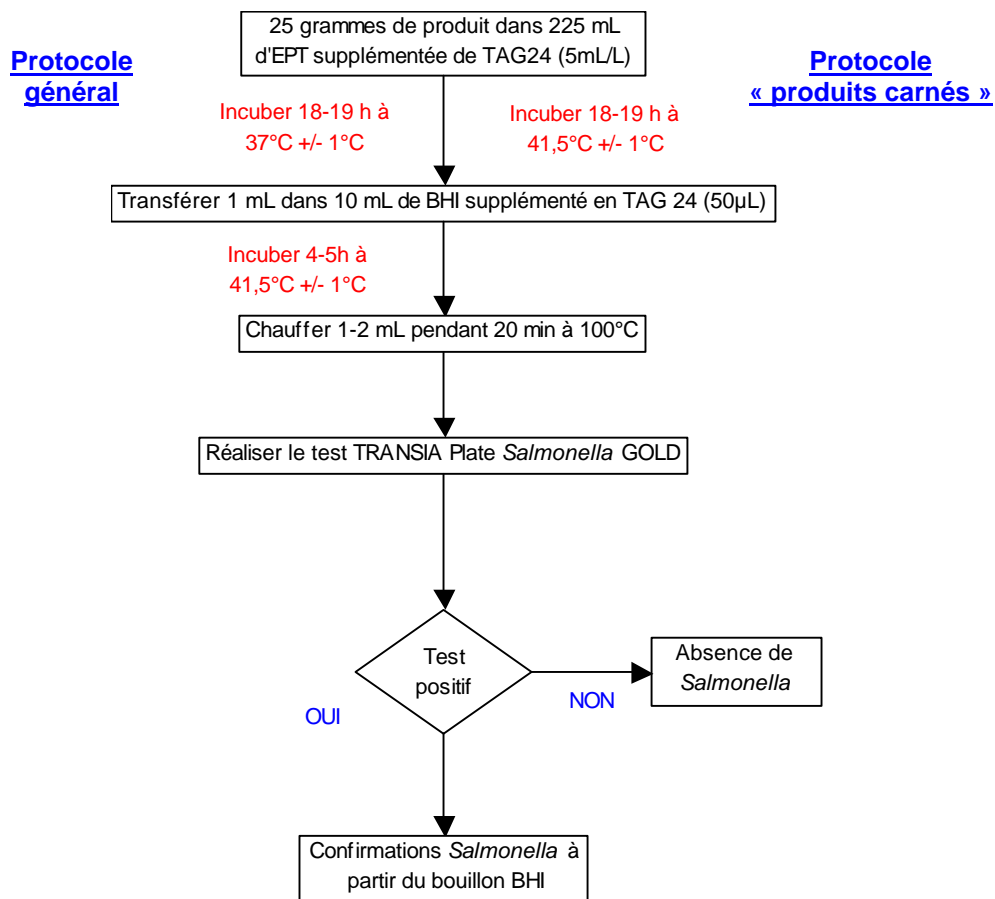 25 grammes de produit dans 225 mL
d'EPT supplémentée de TAG24 (5mL/L)
Protocole
général
Protocole
« produits carnés »
Incuber 18-19 h à
37°C +/- 1°C
Incuber 18-19 h à
41,5°C +/- 1°C
Transférer 1 mL dans 10 mL de BHI supplémenté en TAG 24 (50µL)
Incuber 4-5h à
41,5°C +/- 1°C
Chauffer 1-2 mL pendant 20 min à 100°C
Réaliser le test TRANSIA Plate Salmonella GOLD
Test
positif
Absence de
Salmonella
NON
OUI
Confirmations Salmonella à
partir du bouillon BHI